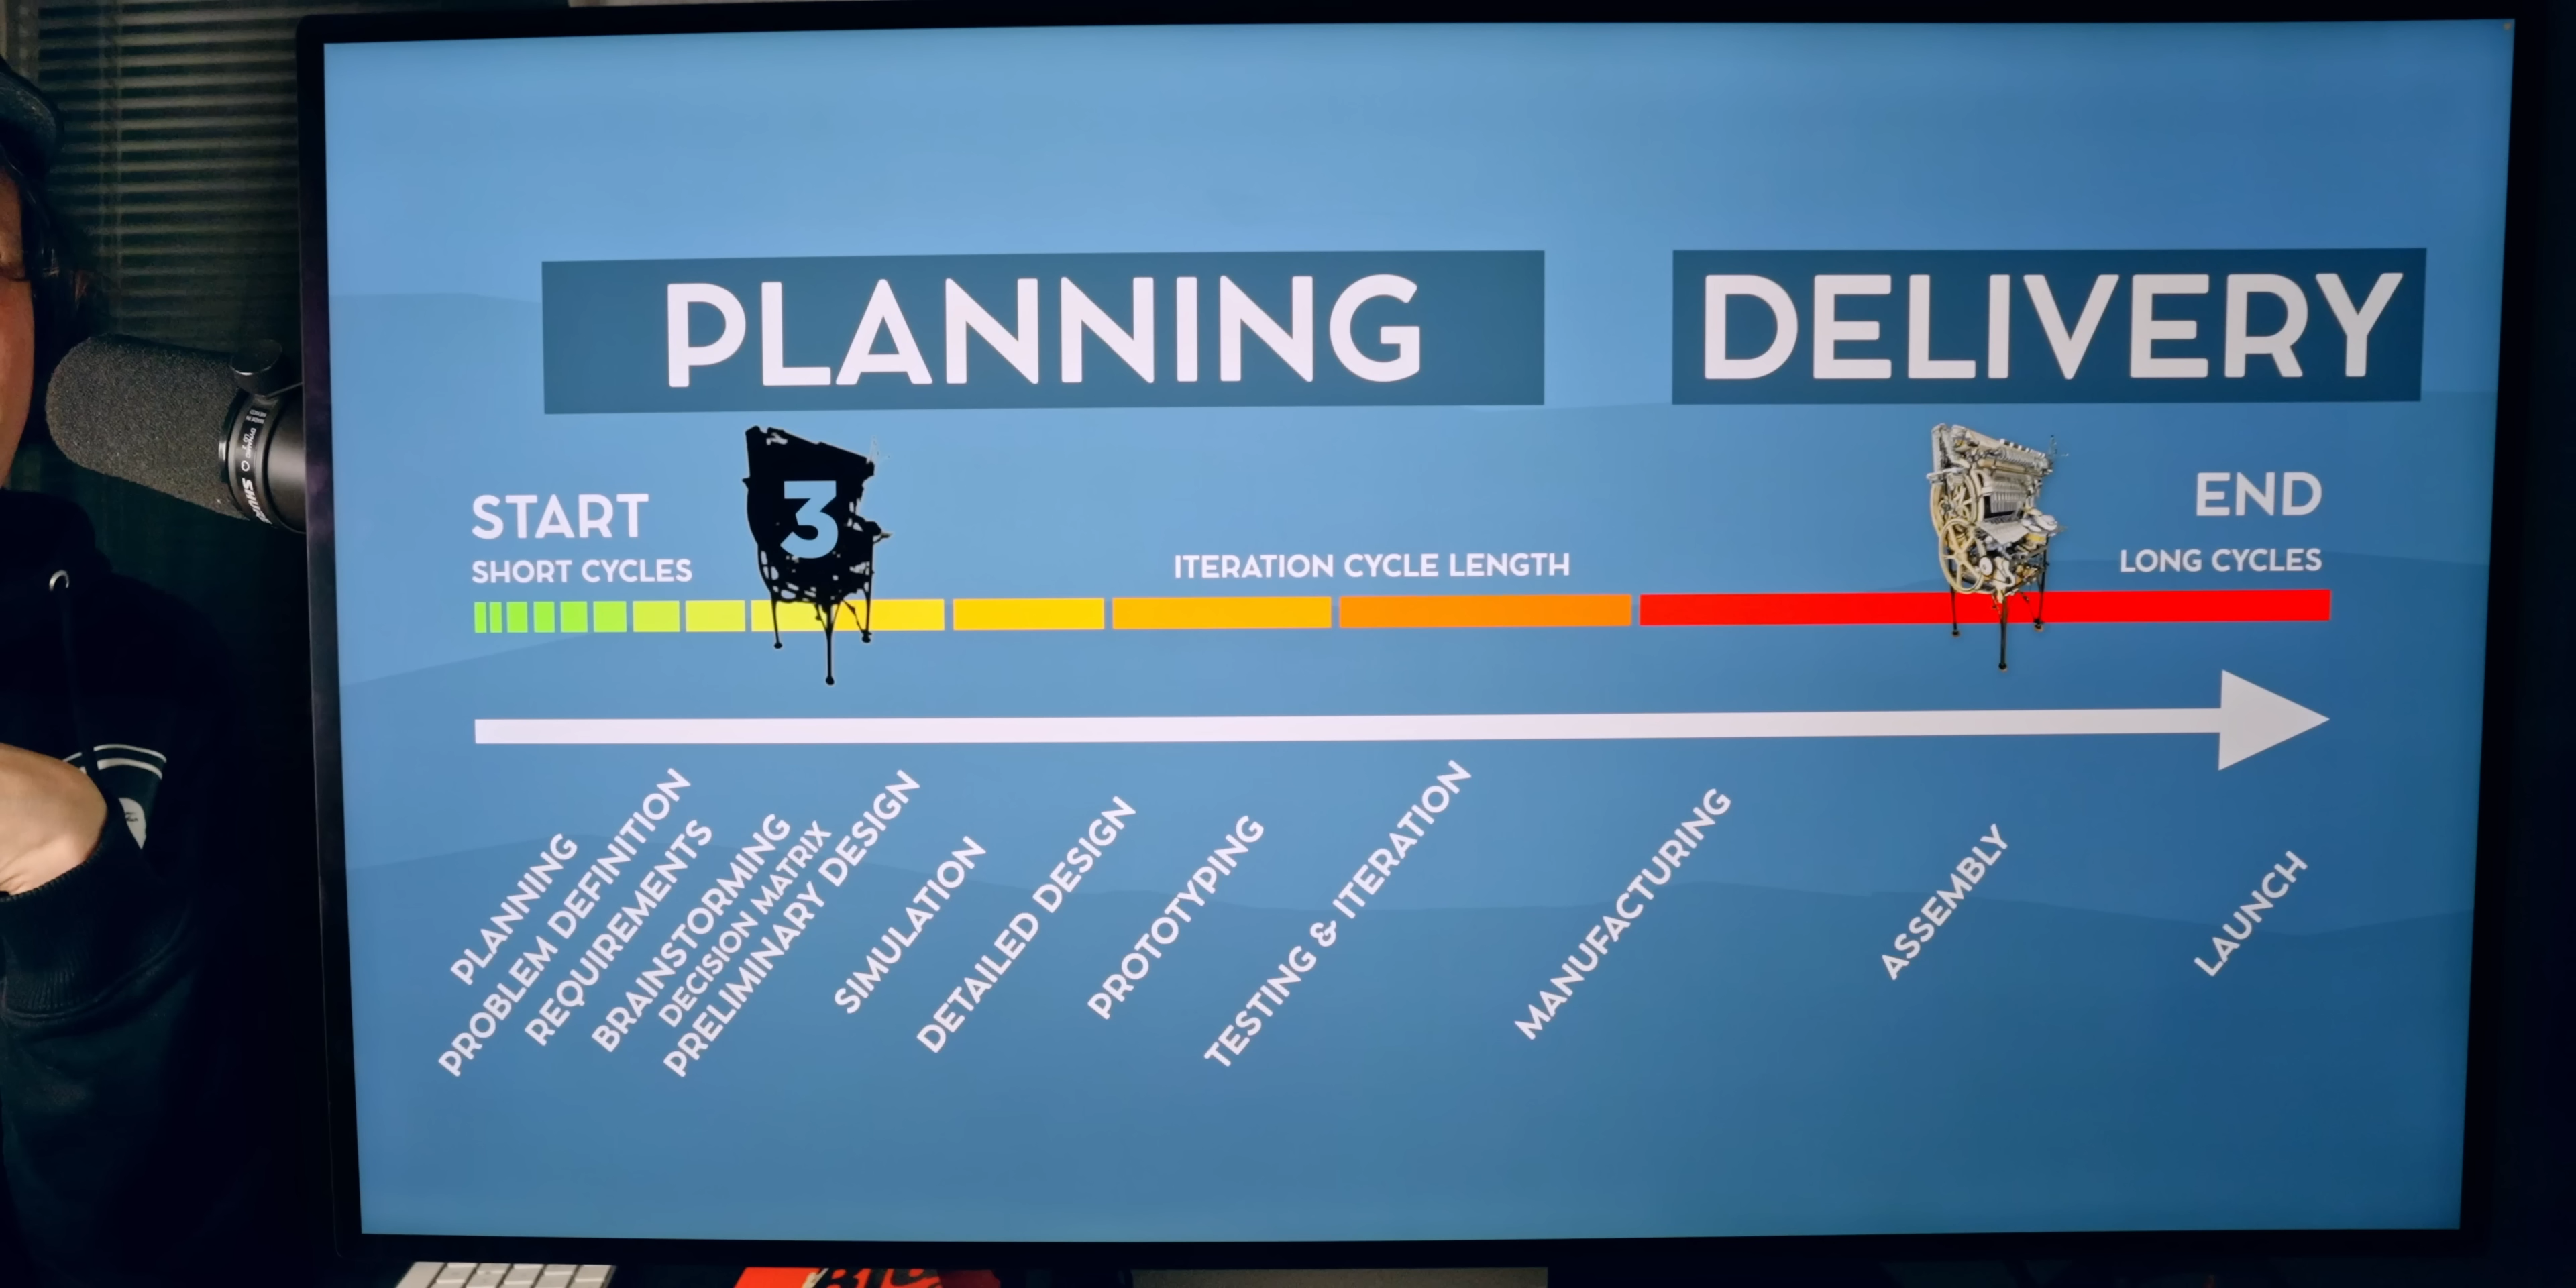 PLANNING
DELIVERY
3
START
SHORT CYCLES
ITERATION CYCLE LENGTH
END
LONG CYCLES
PLANNING
PROBLEM DEFINITION
REQUIREMENTS
BRAINSTORMING
DECISION MATRIX
PRELIMINARY DESIGN
SIMULATION
DETAILED DESIGN
PROTOTYPING
TESTING & ITERATION
MANUFACTURING
ASSEMBLY
LAUNCH
SHURE